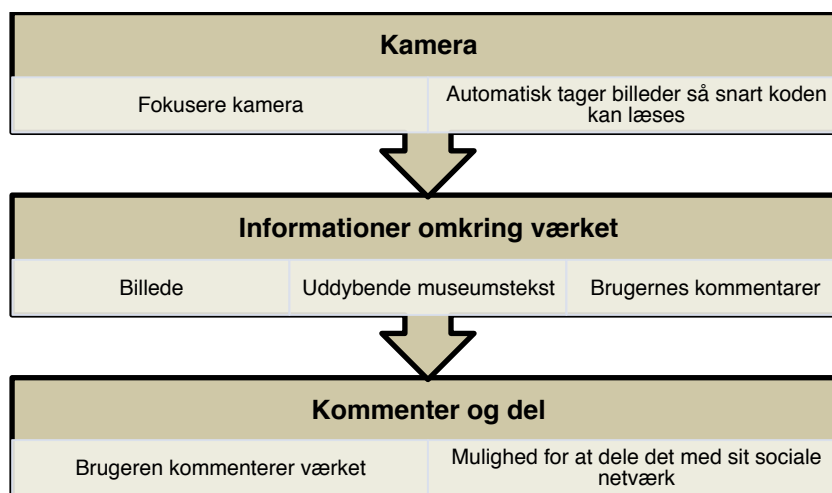 Kamera
Fokusere kamera
Automatisk tager billeder så snart koden
kan læses
Informationer omkring værket
Billede
Uddybende museumstekst
Brugernes kommentarer
Kommenter og del
Brugeren kommenterer værket
Mulighed for at dele det med sit sociale
netværk